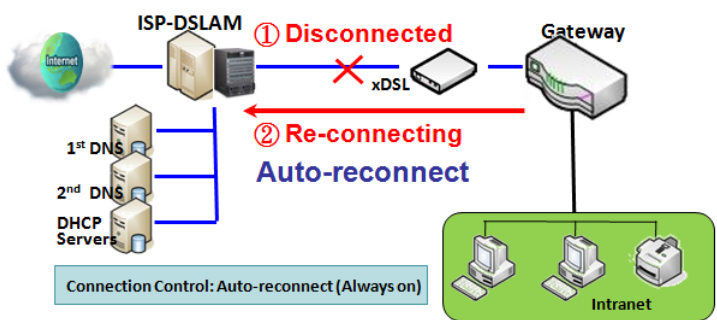 ISP-DSLAM
① Disconnected
Gateway
Internet
xDSL
② Re-connecting
1st DNS
Auto-reconnect
2nd DNS
DHCP
Servers
Connection Control: Auto-reconnect (Always on)
Intranet